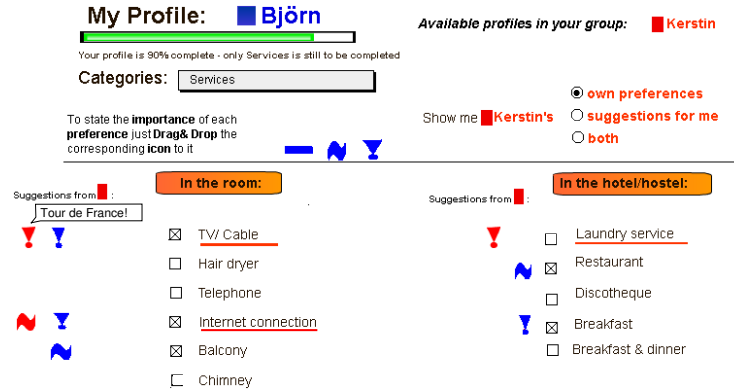 My Profile: Björn
Available profiles in your group: Kerstin
Your profile is 90% complete - only Services is still to be completed
Categories: Services
To state the importance of each
preference just Drag& Drop the
corresponding icon to it
Show me Kerstin's
own preferences
suggestions for me
both
Suggestions from :
In the room:
Tour de France!
TV/ Cable
Hair dryer
Telephone
Internet connection
Balcony
Chimney
Suggestions from :
In the hotel/hostel:
Laundry service
Restaurant
Discotheque
Breakfast
Breakfast & dinner